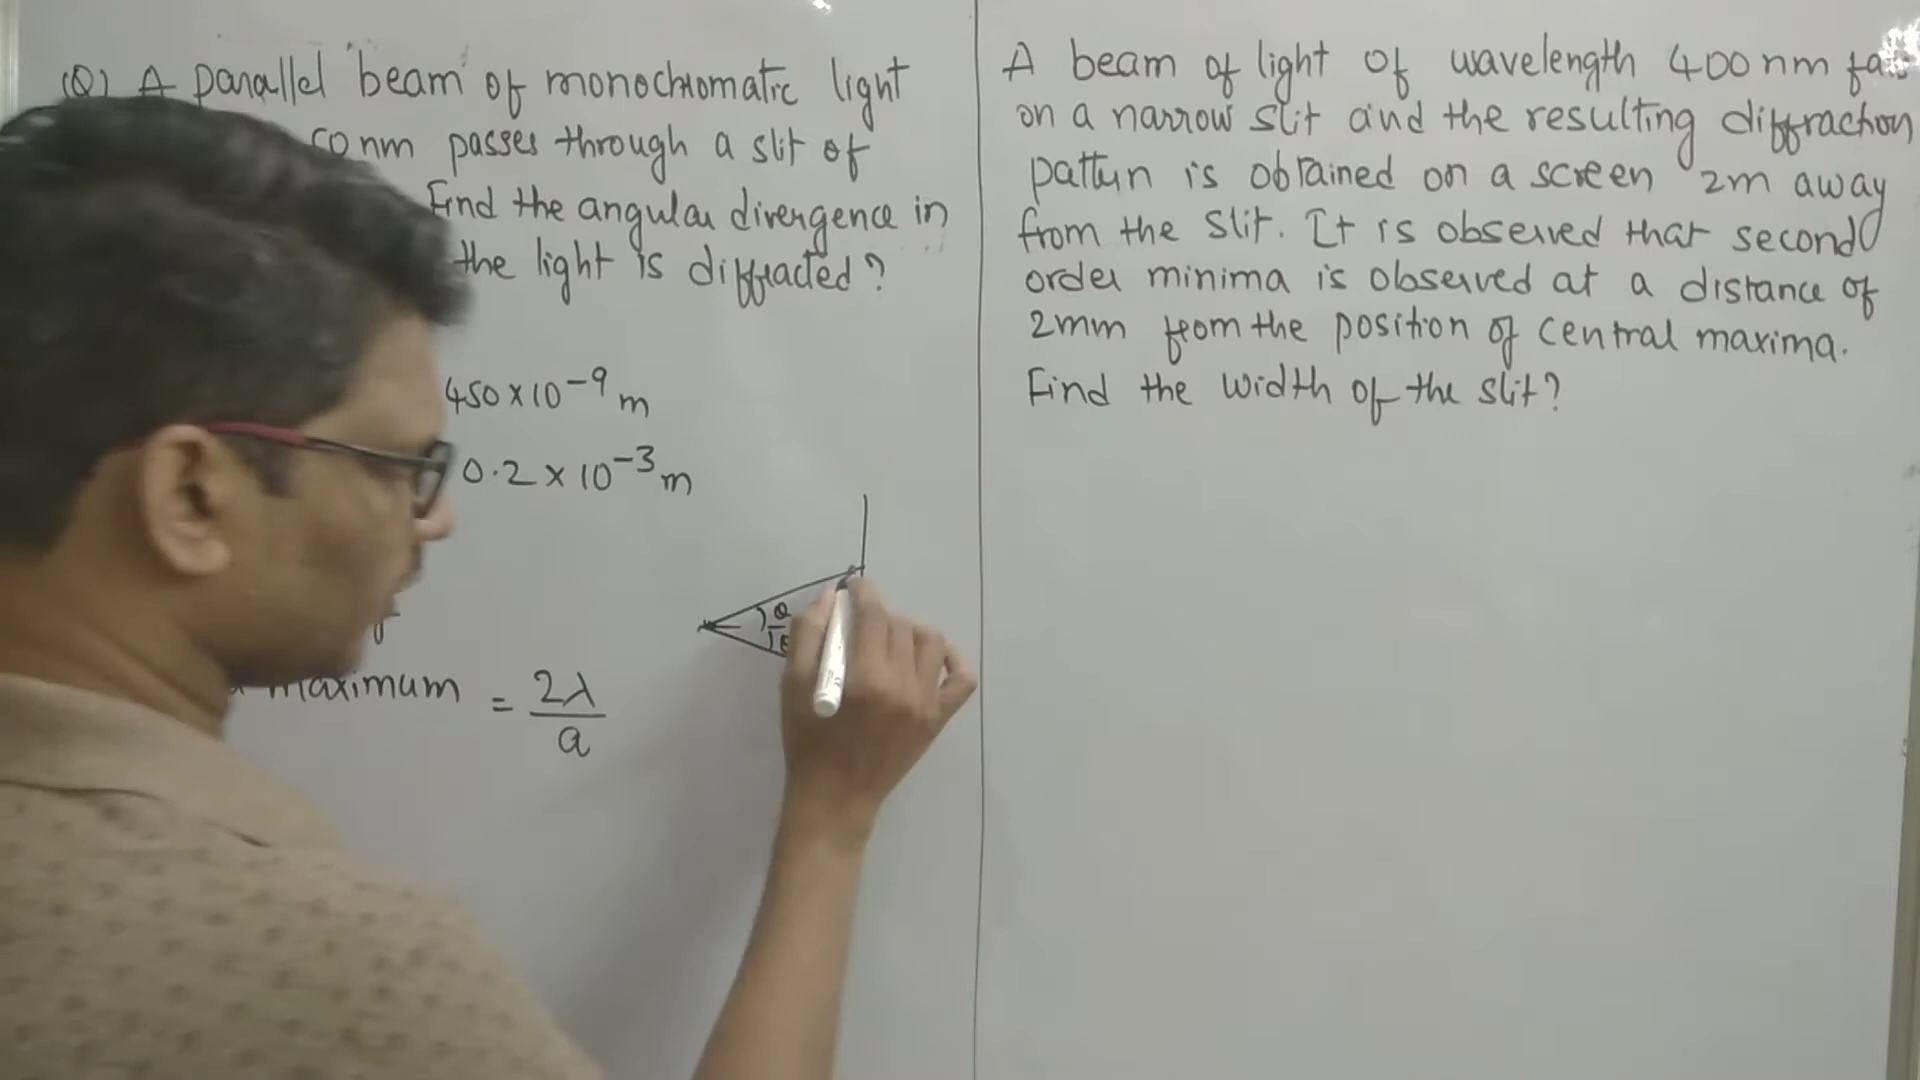 (Q) A parallel beam of monochromatic light
50 nm passes through a slit of
Find the angular divergence in
the light is diffracted?
450 × 10⁻⁹ m
0.2 × 10⁻³ m
θ
maximum = 2λ/a
A beam of light of wavelength 400 nm
on a narrow slit and the resulting diffraction
pattern is obtained on a screen 2m away
from the slit. It is observed that second
order minima is observed at a distance of
2mm from the position of central maxima.
Find the width of the slit?